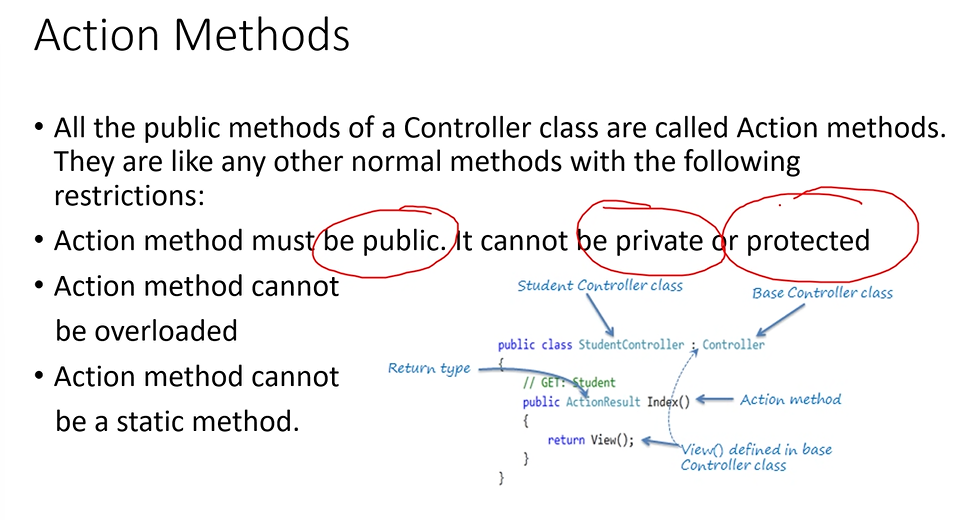 Action Methods
• All the public methods of a Controller class are called Action methods.
They are like any other normal methods with the following
restrictions:
• Action method must be public. It cannot be private or protected
• Action method cannot
be overloaded
• Action method cannot
be a static method.
Student Controller class
Base Controller class
public class StudentController : Controller
Return type
{
// GET: Student
public ActionResult Index()
Action method
{
return View();
View() defined in base
Controller class
}
}